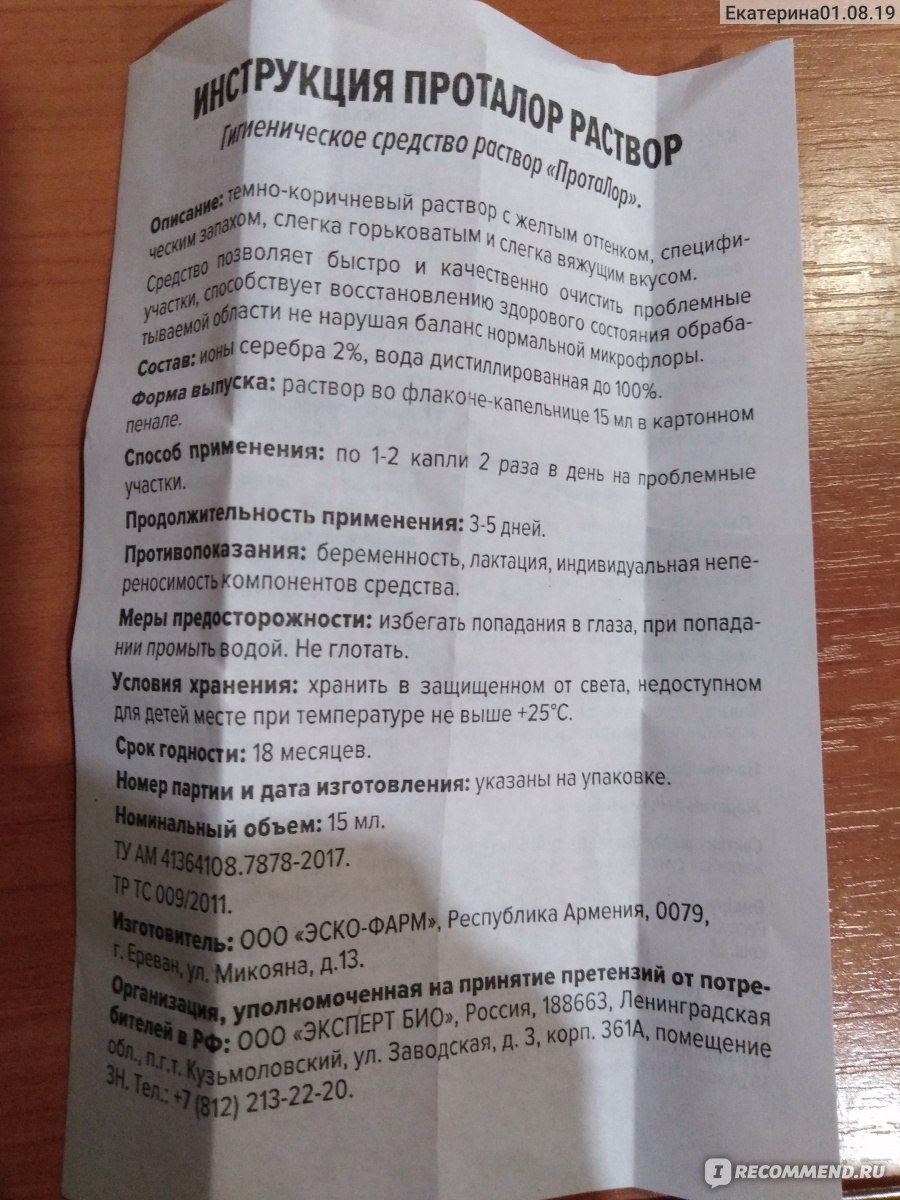 Екатерина01.08.19
ИНСТРУКЦИЯ ПРОТАЛОР РАСТВОР
Гигиеническое средство раствор «ПротаЛор».
Описание: темно-коричневый раствор с желтым оттенком, специфи-
ческим запахом, слегка горьковатым и слегка вяжущим вкусом.
Средство позволяет быстро и качественно очистить проблемные
участки, способствует восстановлению здорового состояния обраба-
тываемой области не нарушая баланс нормальной микрофлоры.
Состав: ионы серебра 2%, вода дистиллированная до 100%.
Форма выпуска: раствор во флаконе-капельнице 15 мл в картонном
пенале.
Способ применения: по 1-2 капли 2 раза в день на проблемные
участки.
Продолжительность применения: 3-5 дней.
Противопоказания: беременность, лактация, индивидуальная непе-
реносимость компонентов средства.
Меры предосторожности: избегать попадания в глаза, при попада-
нии промыть водой. Не глотать.
Условия хранения: хранить в защищенном от света, недоступном
для детей месте при температуре не выше +25°С.
Срок годности: 18 месяцев.
Номер партии и дата изготовления: указаны на упаковке.
Номинальный объем: 15 мл.
ТУ АМ 41364108.7878-2017.
ТР ТС 009/2011.
Изготовитель: ООО «ЭСКО-ФАРМ», Республика Армения, 0079,
г. Ереван, ул. Микояна, д.13.
Организация, уполномоченная на принятие претензий от потре-
бителей в РФ: ООО «ЭКСПЕРТ БИО», Россия, 188663, Ленинградская
обл., п.г.т. Кузьмоловский, ул. Заводская, д. 3, корп. 361А, помещение
3Н. Тел.: +7 (812) 213-22-20.
IRECOMMEND.RU